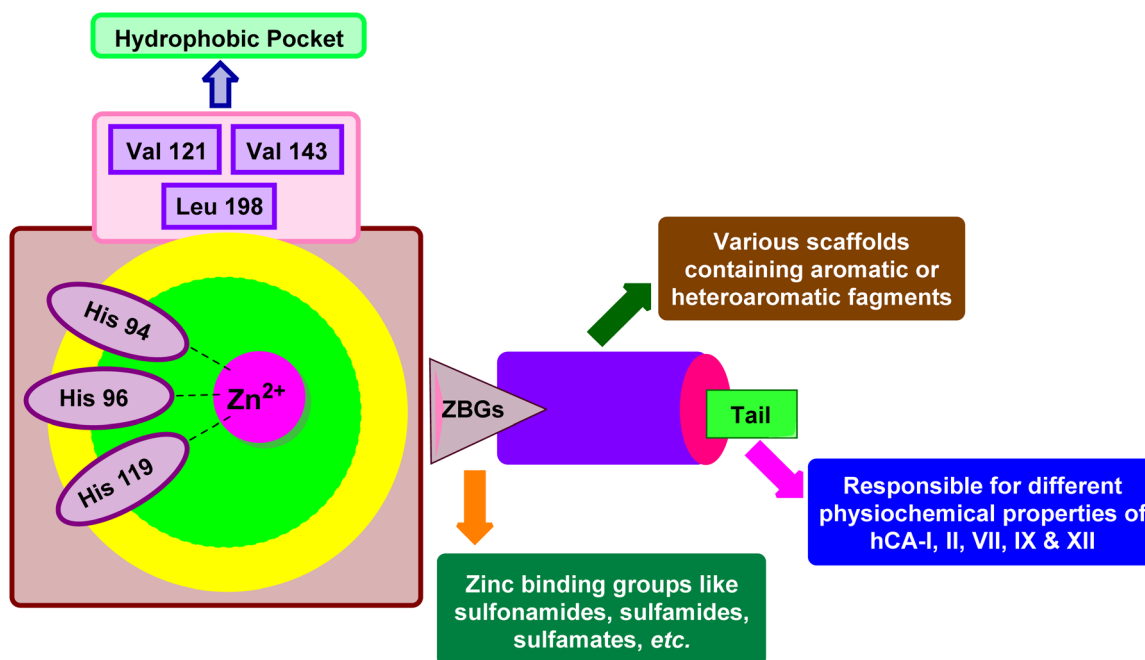 Hydrophobic Pocket
Val 121
Val 143
Leu 198
His 94
His 96
His 119
Zn²⁺
ZBGs
Various scaffolds
containing aromatic or
heteroaromatic fagments
Tail
Responsible for different
physiochemical properties of
hCA-I, II, VII, IX & XII
Zinc binding groups like
sulfonamides, sulfamides,
sulfamates, etc.